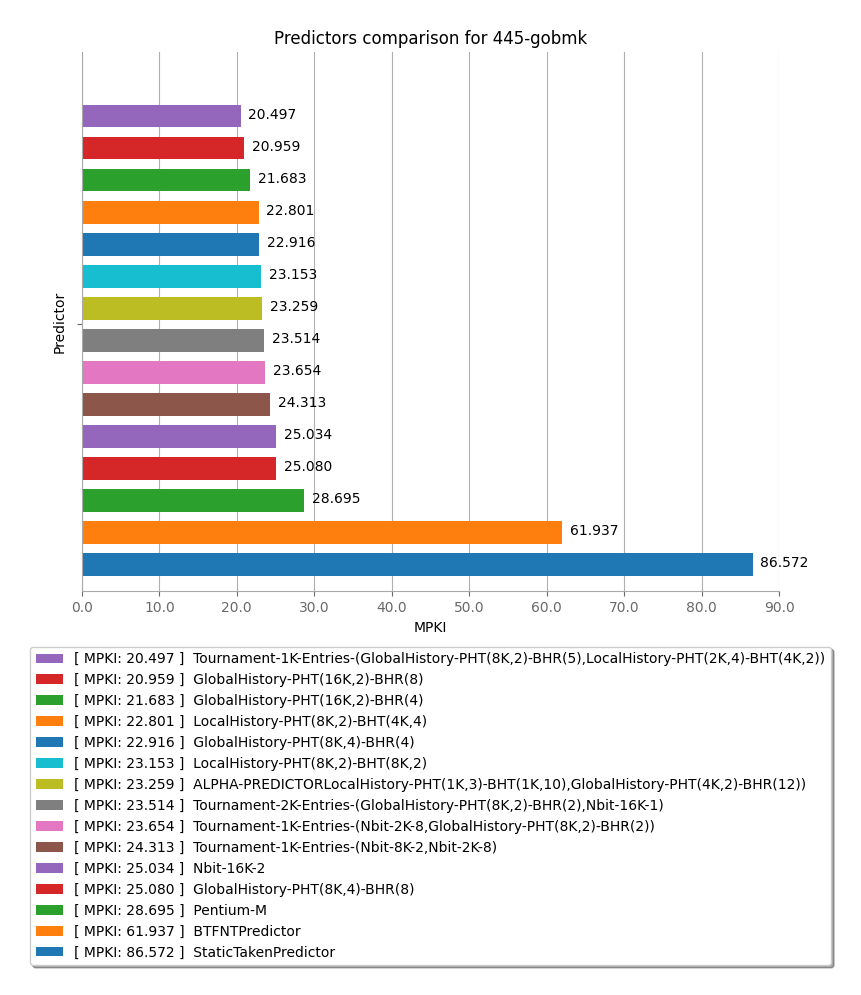 Predictors comparison for 445-gobmk
20.497
20.959
21.683
22.801
22.916
23.153
23.259
23.514
23.654
24.313
25.034
25.080
28.695
61.937
86.572
Predictor
0.0 10.0 20.0 30.0 40.0 50.0 60.0 70.0 80.0 90.0
MPKI
[ MPKI: 20.497 ]  Tournament-1K-Entries-(GlobalHistory-PHT(8K,2)-BHR(5),LocalHistory-PHT(2K,4)-BHT(4K,2))
[ MPKI: 20.959 ]  GlobalHistory-PHT(16K,2)-BHR(8)
[ MPKI: 21.683 ]  GlobalHistory-PHT(16K,2)-BHR(4)
[ MPKI: 22.801 ]  LocalHistory-PHT(8K,2)-BHT(4K,4)
[ MPKI: 22.916 ]  GlobalHistory-PHT(8K,4)-BHR(4)
[ MPKI: 23.153 ]  LocalHistory-PHT(8K,2)-BHT(8K,2)
[ MPKI: 23.259 ]  ALPHA-PREDICTORLocalHistory-PHT(1K,3)-BHT(1K,10),GlobalHistory-PHT(4K,2)-BHR(12))
[ MPKI: 23.514 ]  Tournament-2K-Entries-(GlobalHistory-PHT(8K,2)-BHR(2),Nbit-16K-1)
[ MPKI: 23.654 ]  Tournament-1K-Entries-(Nbit-2K-8,GlobalHistory-PHT(8K,2)-BHR(2))
[ MPKI: 24.313 ]  Tournament-1K-Entries-(Nbit-8K-2,Nbit-2K-8)
[ MPKI: 25.034 ]  Nbit-16K-2
[ MPKI: 25.080 ]  GlobalHistory-PHT(8K,4)-BHR(8)
[ MPKI: 28.695 ]  Pentium-M
[ MPKI: 61.937 ]  BTFNTPredictor
[ MPKI: 86.572 ]  StaticTakenPredictor